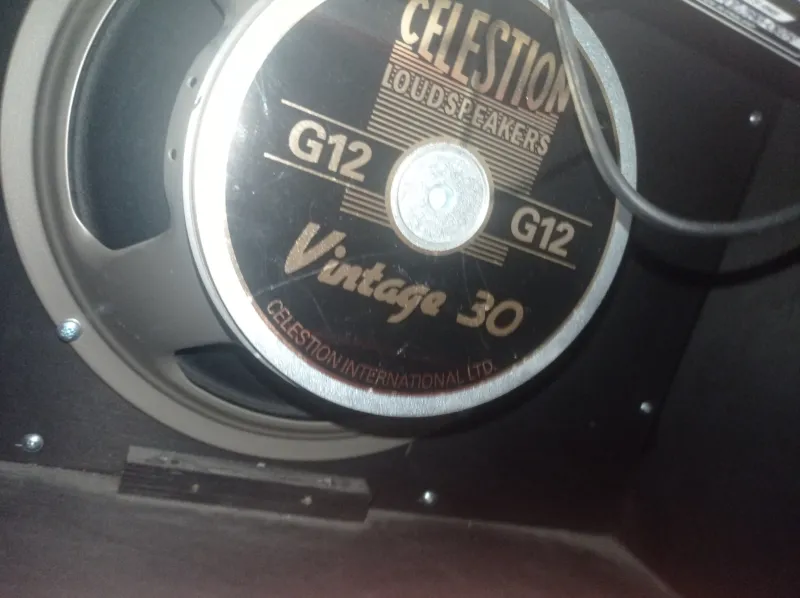 CELESTION
LOUDSPEAKERS
G12
G12
Vintage 30
CELESTION INTERNATIONAL LTD.